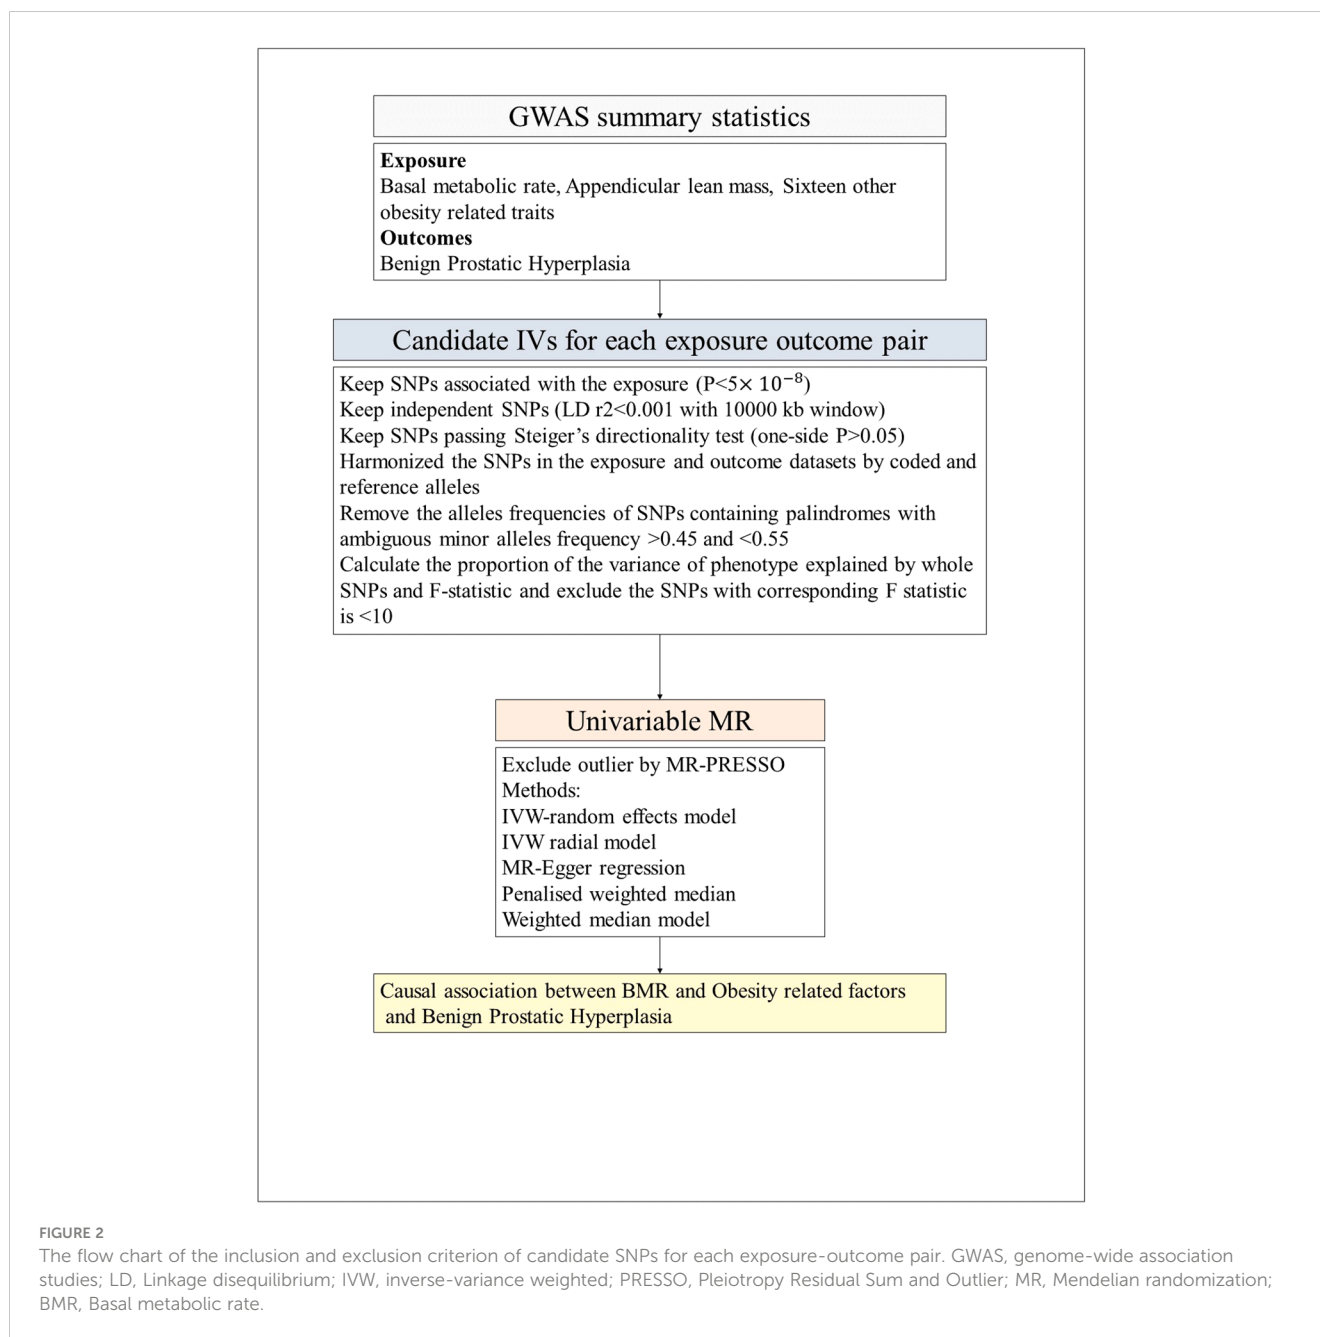 GWAS summary statistics
Exposure
Basal metabolic rate, Appendicular lean mass, Sixteen other
obesity related traits
Outcomes
Benign Prostatic Hyperplasia
Candidate IVs for each exposure outcome pair
Keep SNPs associated with the exposure (P<5× 10⁻⁸)
Keep independent SNPs (LD r2<0.001 with 10000 kb window)
Keep SNPs passing Steiger’s directionality test (one-side P>0.05)
Harmonized the SNPs in the exposure and outcome datasets by coded and
reference alleles
Remove the alleles frequencies of SNPs containing palindromes with
ambiguous minor alleles frequency >0.45 and <0.55
Calculate the proportion of the variance of phenotype explained by whole
SNPs and F-statistic and exclude the SNPs with corresponding F statistic
is <10
Univariable MR
Exclude outlier by MR-PRESSO
Methods:
IVW-random effects model
IVW radial model
MR-Egger regression
Penalised weighted median
Weighted median model
Causal association between BMR and Obesity related factors
and Benign Prostatic Hyperplasia
FIGURE 2
The flow chart of the inclusion and exclusion criterion of candidate SNPs for each exposure-outcome pair. GWAS, genome-wide association
studies; LD, Linkage disequilibrium; IVW, inverse-variance weighted; PRESSO, Pleiotropy Residual Sum and Outlier; MR, Mendelian randomization;
BMR, Basal metabolic rate.